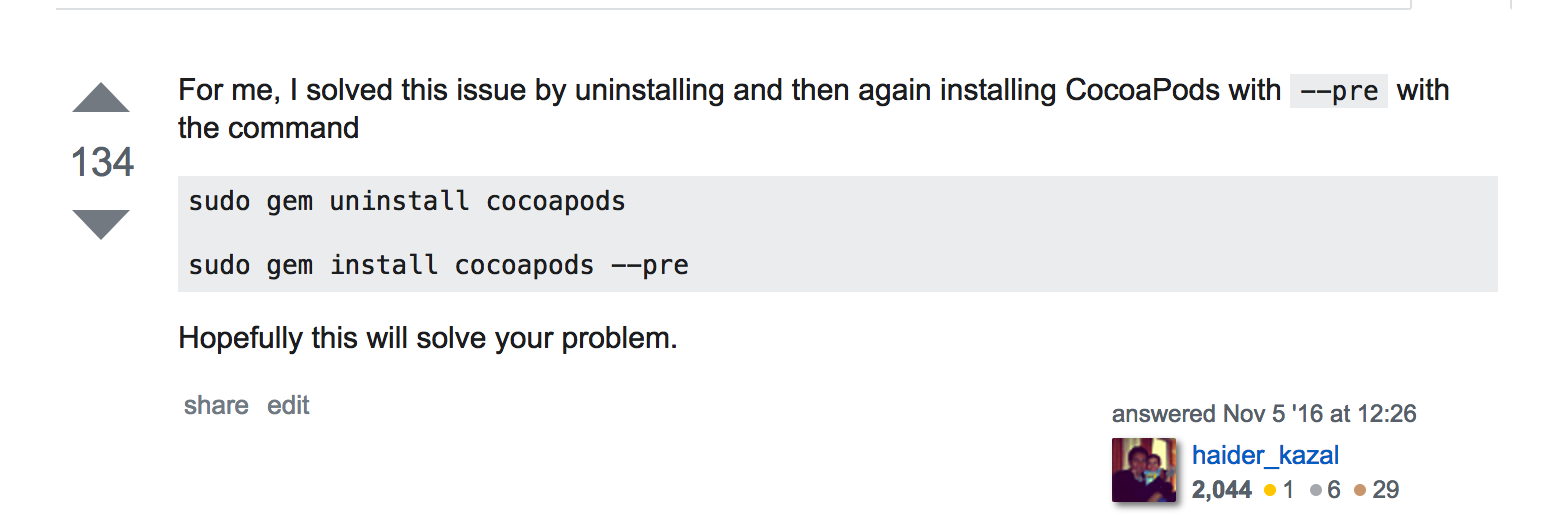 For me, I solved this issue by uninstalling and then again installing CocoaPods with --pre with
the command
134
sudo gem uninstall cocoapods
sudo gem install cocoapods --pre
Hopefully this will solve your problem.
share edit
answered Nov 5 '16 at 12:26
haider_kazal
2,044 1 6 29